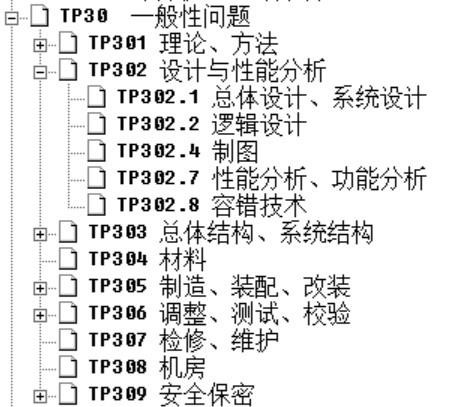 TP30 一般性问题
TP301 理论、方法
TP302 设计与性能分析
TP302.1 总体设计、系统设计
TP302.2 逻辑设计
TP302.4 制图
TP302.7 性能分析、功能分析
TP302.8 容错技术
TP303 总体结构、系统结构
TP304 材料
TP305 制造、装配、改装
TP306 调整、测试、校验
TP307 检修、维护
TP308 机房
TP309 安全保密